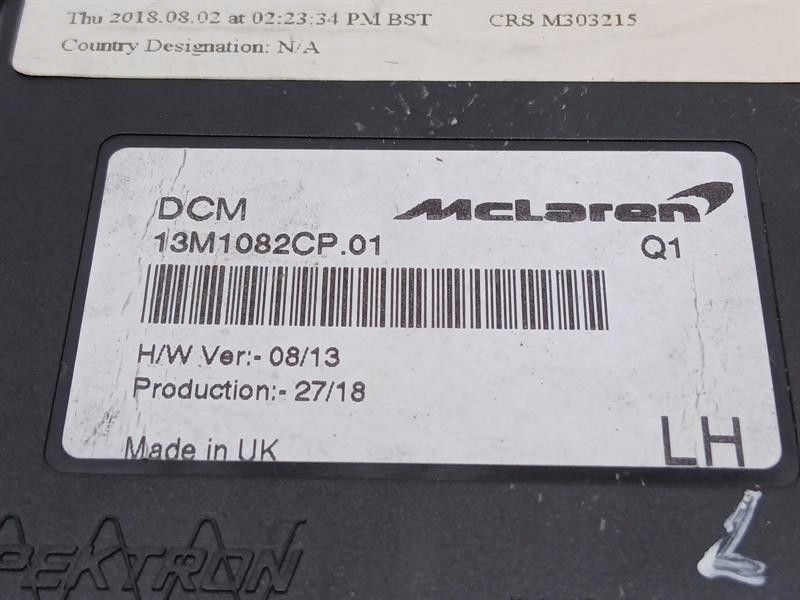 Thu 2018.08.02 at 02:23:34 PM BST CRS M303215
Country Designation: N/A
DCM McLaren
13M1082CP.01 Q1
H/W Ver:- 08/13
Production:- 27/18
Made in UK LH
PEKTRON
L